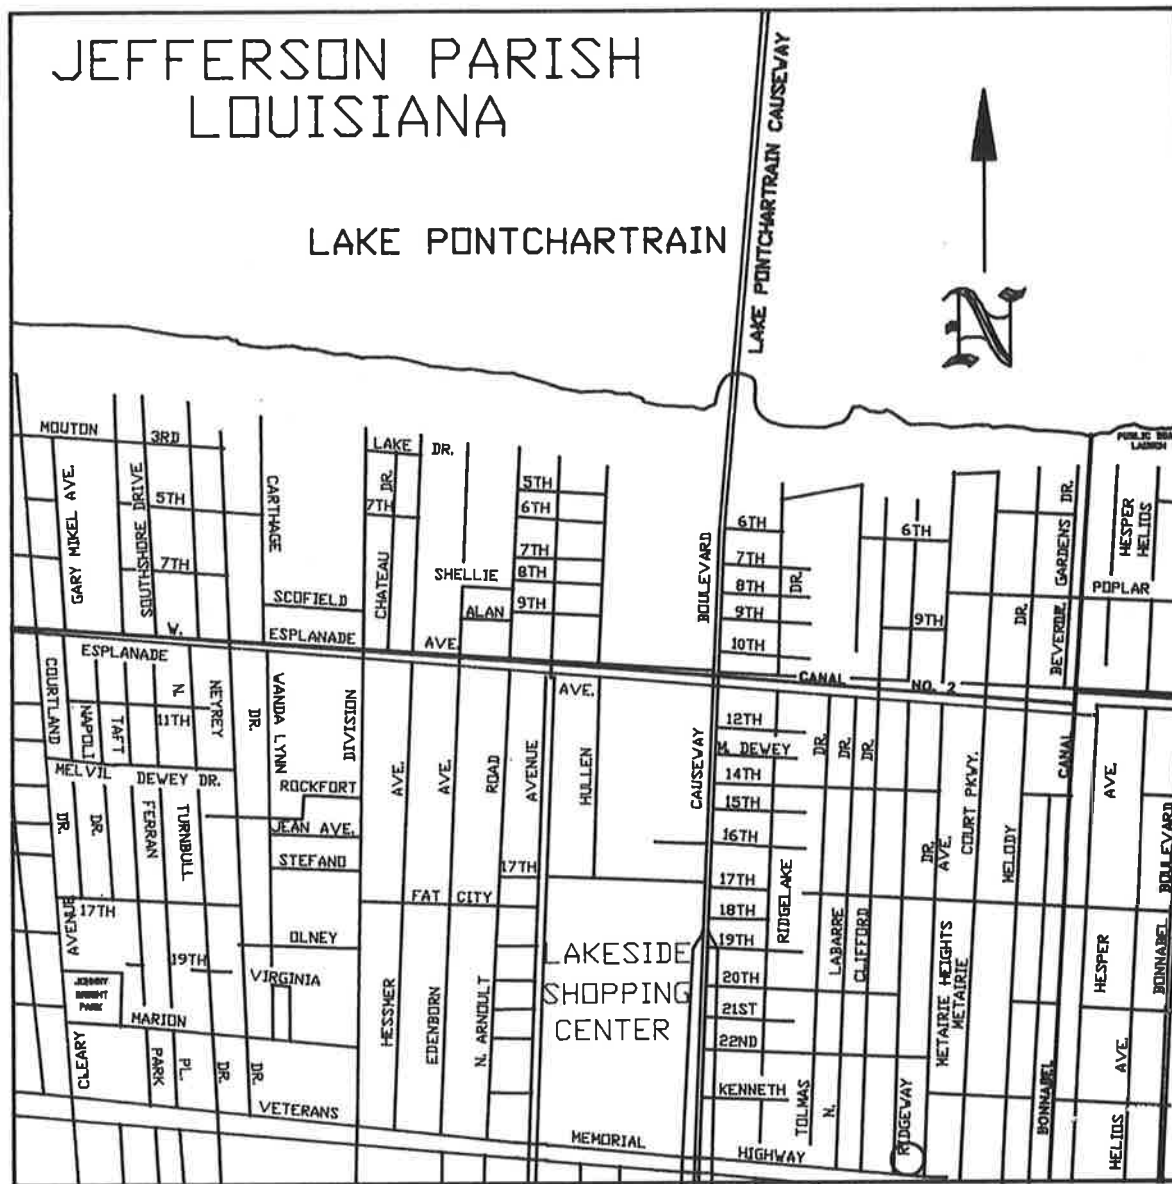 JEFFERSON PARISH
LOUISIANA
LAKE PONTCHARTRAIN
LAKE PONTCHARTRAIN CAUSEWAY
N
MOUTON
3RD
LAKE DR.
PUBLIC
LAUNCH
GARY MIKEL AVE.
SOUTHSHORE DRIVE
5TH
7TH
CARTHAGE
7TH
CHATEAU DR.
5TH
6TH
7TH
8TH
9TH
SHELLIE
ALAN
SCOFIELD
BOULEVARD
6TH
7TH
8TH
9TH
10TH
DR.
6TH
9TH
DR.
BEVERDE. GARDENS DR.
HESPER
HELIOS
POPLAR
W.
ESPLANADE
AVE.
ESPLANADE
AVE.
CANAL NO. 2
COURTLAND
NAPOLI
TAFT
N.
11TH
NEYREY
DR.
WANDA LYNN
DIVISION
MELVIL DEWEY DR.
ROCKFORT
JEAN AVE.
STEFANO
DR.
DR.
FERRAN
TURNBULL
AVE.
AVE.
ROAD
AVENUE
HULLEN
CAUSEWAY
12TH
M. DEWEY
14TH
15TH
16TH
17TH
18TH
19TH
20TH
21ST
22ND
KENNETH
DR.
DR.
DR.
DR.
AVE.
COURT PKWY.
MELODY
CANAL
AVE.
BONNABEL BOULEVARD
17TH
FAT CITY
17TH
AVENUE
19TH
OLNEY
VIRGINIA
JOHNNY
BRIGHT
PARK
MARION
CLEARY
PARK
PL.
DR.
DR.
HESSMER
EDENBORN
N. ARNOULT
LAKESIDE
SHOPPING
CENTER
RIDGELAKE
LABARRE
CLIFFORD
METAIRIE HEIGHTS
METAIRIE
HESPER
AVE.
TOLMAS
N.
RIDGEWAY
BONNABEL
HELIOS
VETERANS
MEMORIAL
HIGHWAY